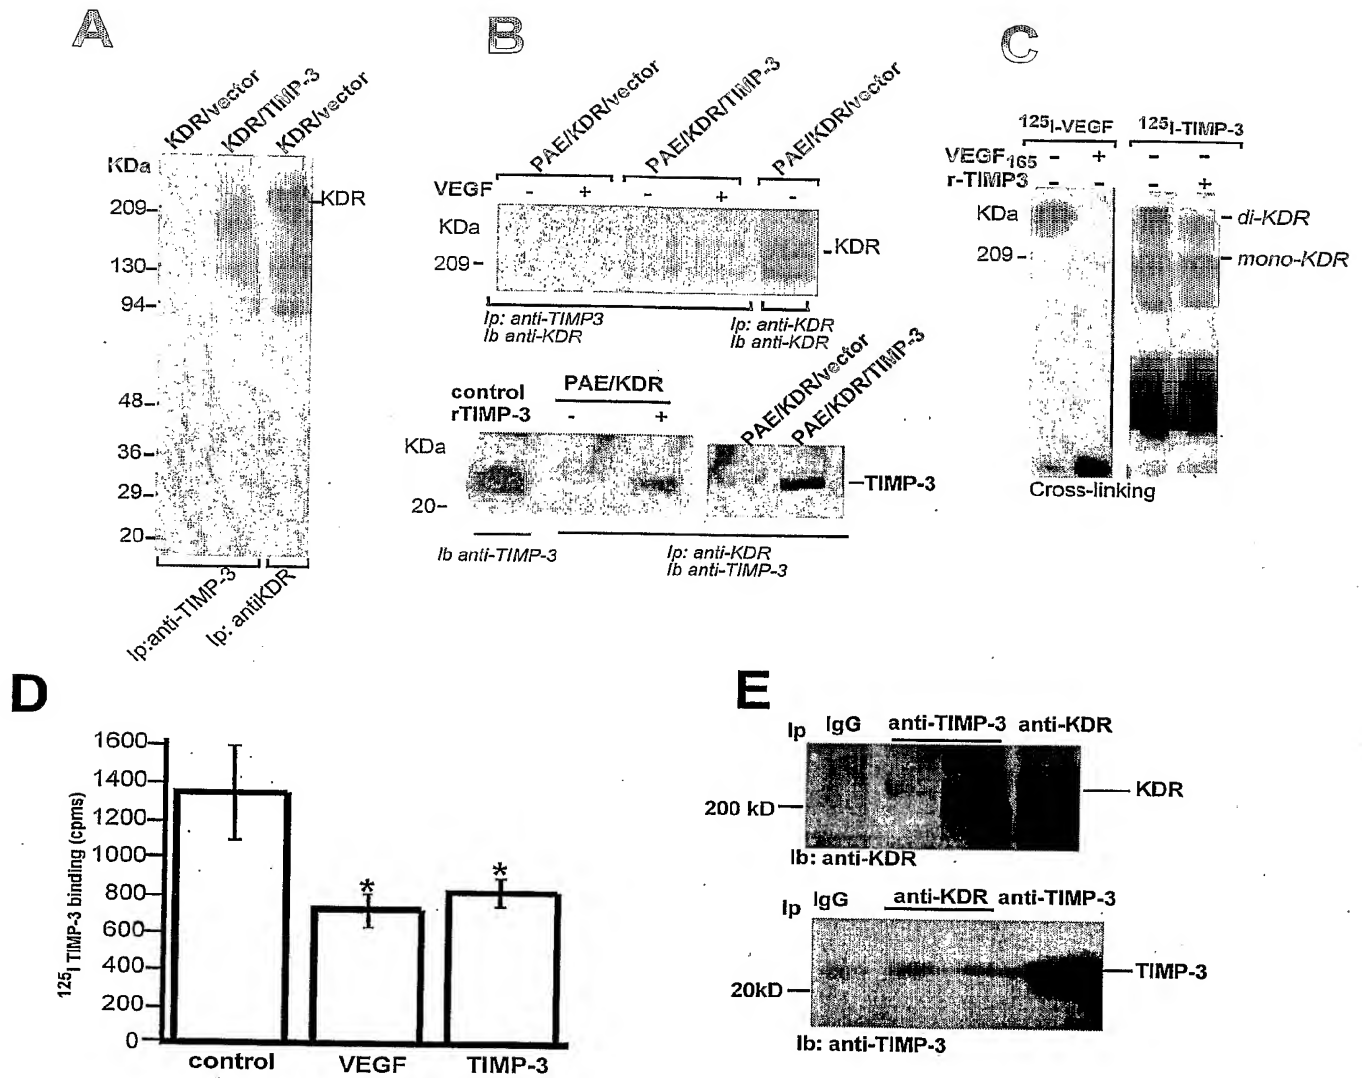 A
KDR/vector
KDR/TIMP-3
KDR/vector
KDa
209
KDR
130
94
48
36
29
20
Ip:anti-TIMP-3
Ip: antiKDR
B
PAE/KDR/vector
PAE/KDR/TIMP-3
PAE/KDR/vector
VEGF - + - + -
KDa
209
KDR
Ip: anti-TIMP3
Ib anti-KDR
Ip: anti-KDR
Ib anti-KDR
control
rTIMP-3
PAE/KDR
- +
PAE/KDR/vector
PAE/KDR/TIMP-3
KDa
20
TIMP-3
Ib anti-TIMP-3
Ip: anti-KDR
Ib anti-TIMP-3
C
125I-VEGF
125I-TIMP-3
VEGF165 - + - -
r-TIMP3 - - - +
KDa
209
di-KDR
mono-KDR
Cross-linking
D
125I TIMP-3 binding (cpms)
1600
1400
1200
1000
800
600
400
200
0
*
*
control
VEGF
TIMP-3
E
Ip IgG anti-TIMP-3 anti-KDR
200 kD
KDR
Ib: anti-KDR
Ip IgG anti-KDR anti-TIMP-3
20kD
TIMP-3
Ib: anti-TIMP-3